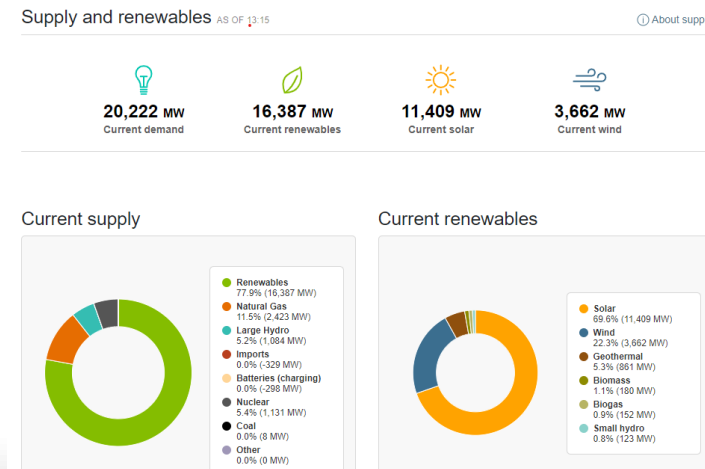 Supply and renewables AS OF 13:15
About supp
20,222 MW
Current demand
16,387 MW
Current renewables
11,409 MW
Current solar
3,662 MW
Current wind
Current supply
Renewables
77.9% (16,387 MW)
Natural Gas
11.5% (2,423 MW)
Large Hydro
5.2% (1,084 MW)
Imports
0.0% (-329 MW)
Batteries (charging)
0.0% (-298 MW)
Nuclear
5.4% (1,131 MW)
Coal
0.0% (8 MW)
Other
0.0% (0 MW)
Current renewables
Solar
69.6% (11,409 MW)
Wind
22.3% (3,662 MW)
Geothermal
5.3% (861 MW)
Biomass
1.1% (180 MW)
Biogas
0.9% (152 MW)
Small hydro
0.8% (123 MW)